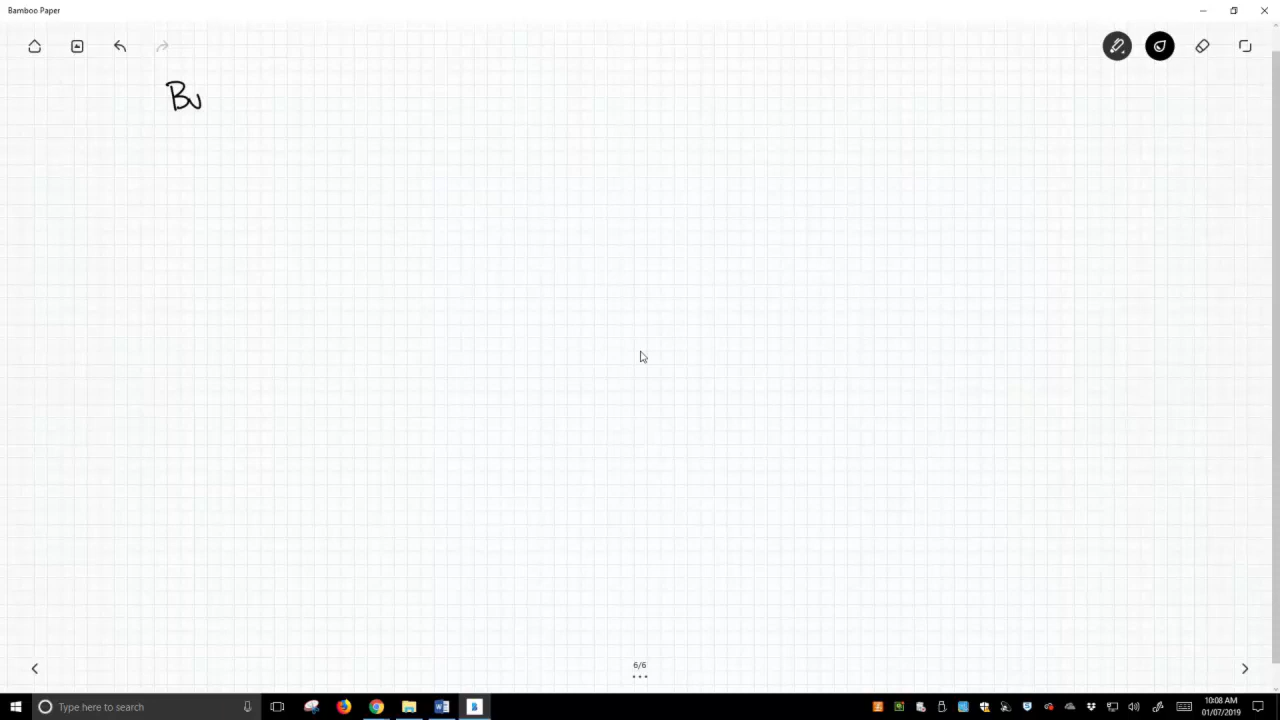 Bamboo Paper
Bu
6/6
Type here to search
10:08 AM
01/07/2019